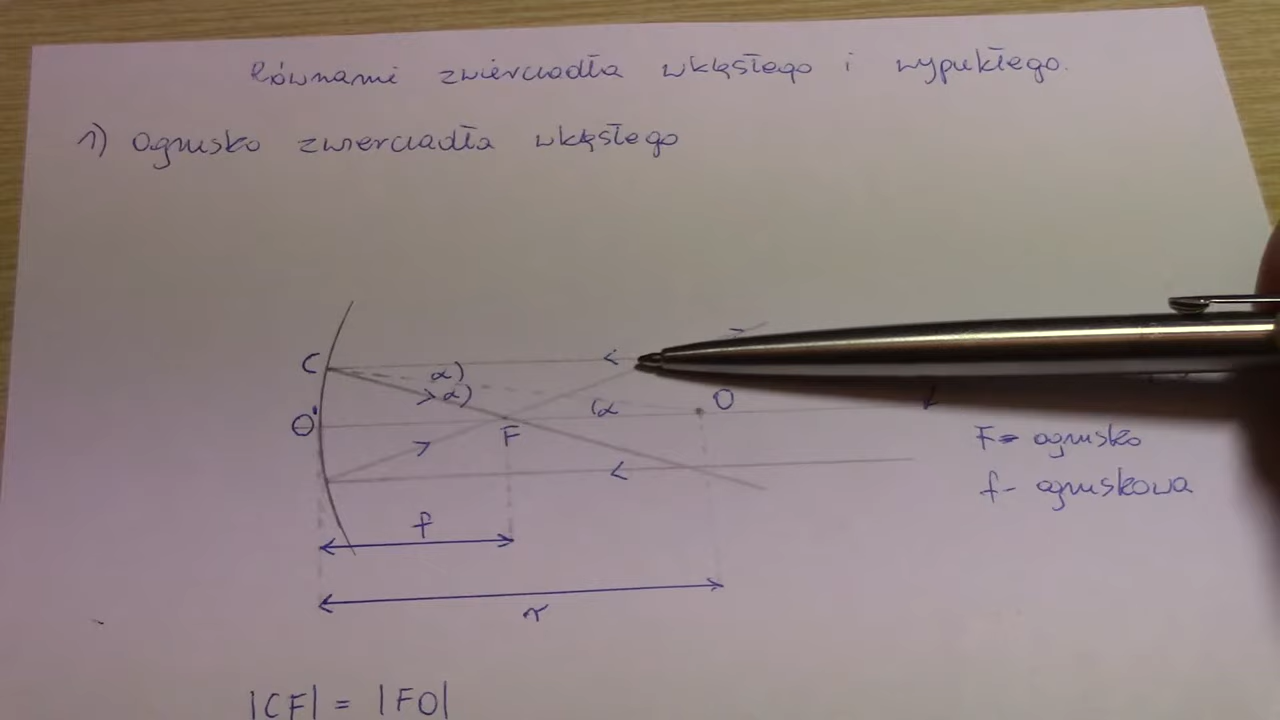 Równanie zwierciadła wklęsłego i wypukłego.
1) Ognisko zwierciadła wklęsłego
C
α)
α)
(α
O
O'
F
F - ognisko
f - ogniskowa
f
r
|CF| = |FO|